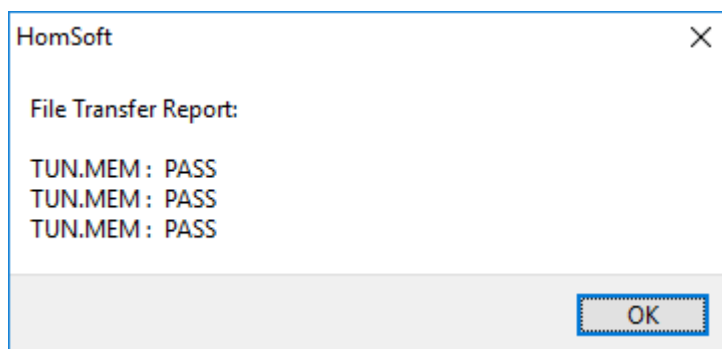 HomSoft
File Transfer Report:
TUN.MEM :  PASS
TUN.MEM :  PASS
TUN.MEM :  PASS
OK